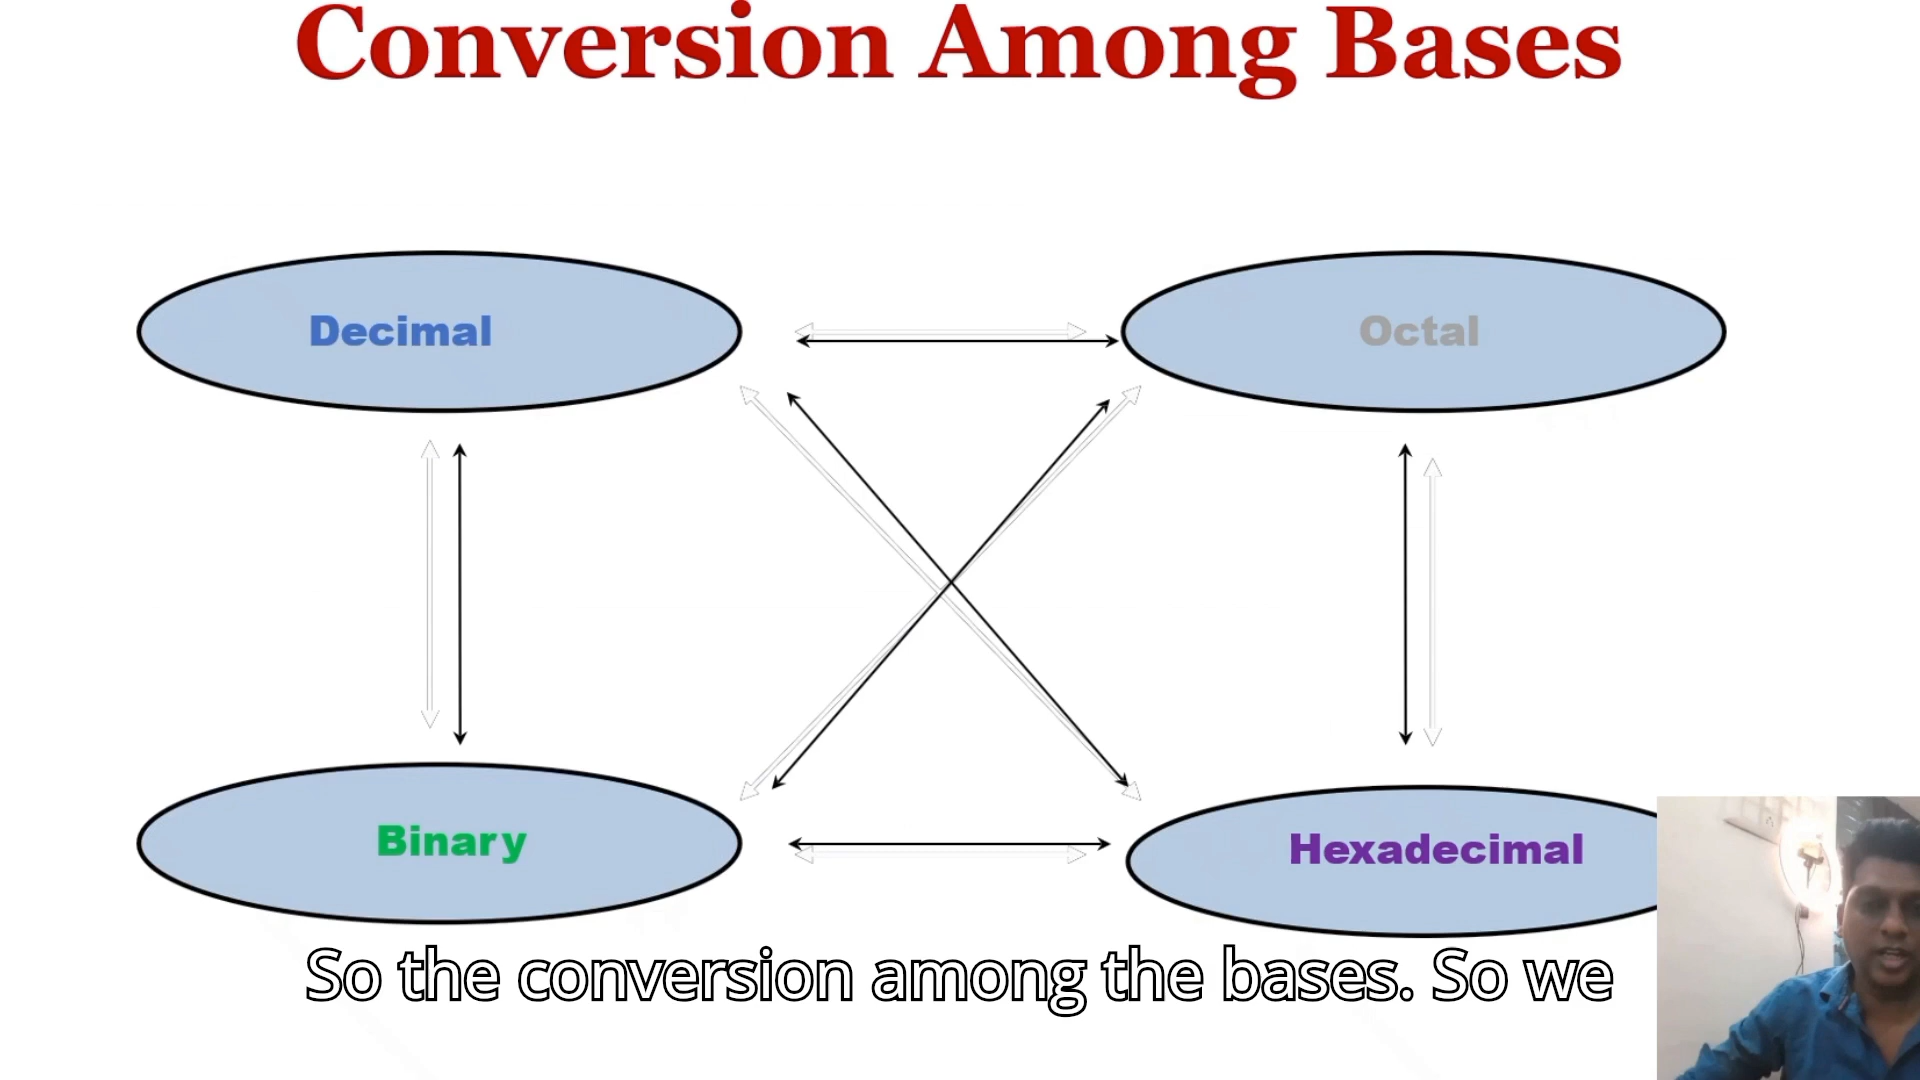 Conversion Among Bases
Decimal
Octal
Binary
Hexadecimal
So the conversion among the bases. So we